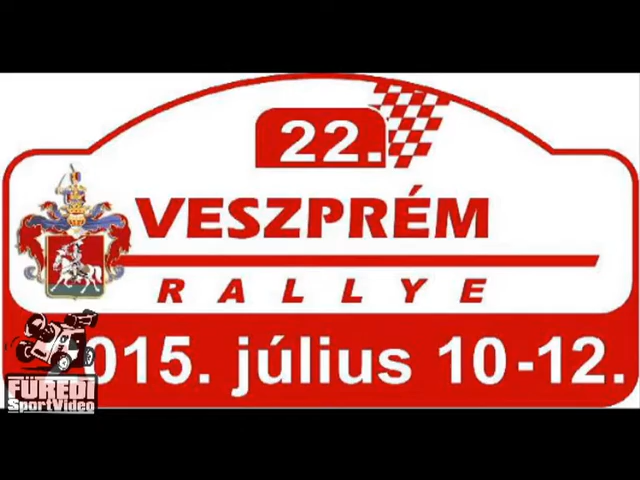 22.
VESZPRÉM
RALLYE
015. július 10-12.
FÜREDI
SportVideo